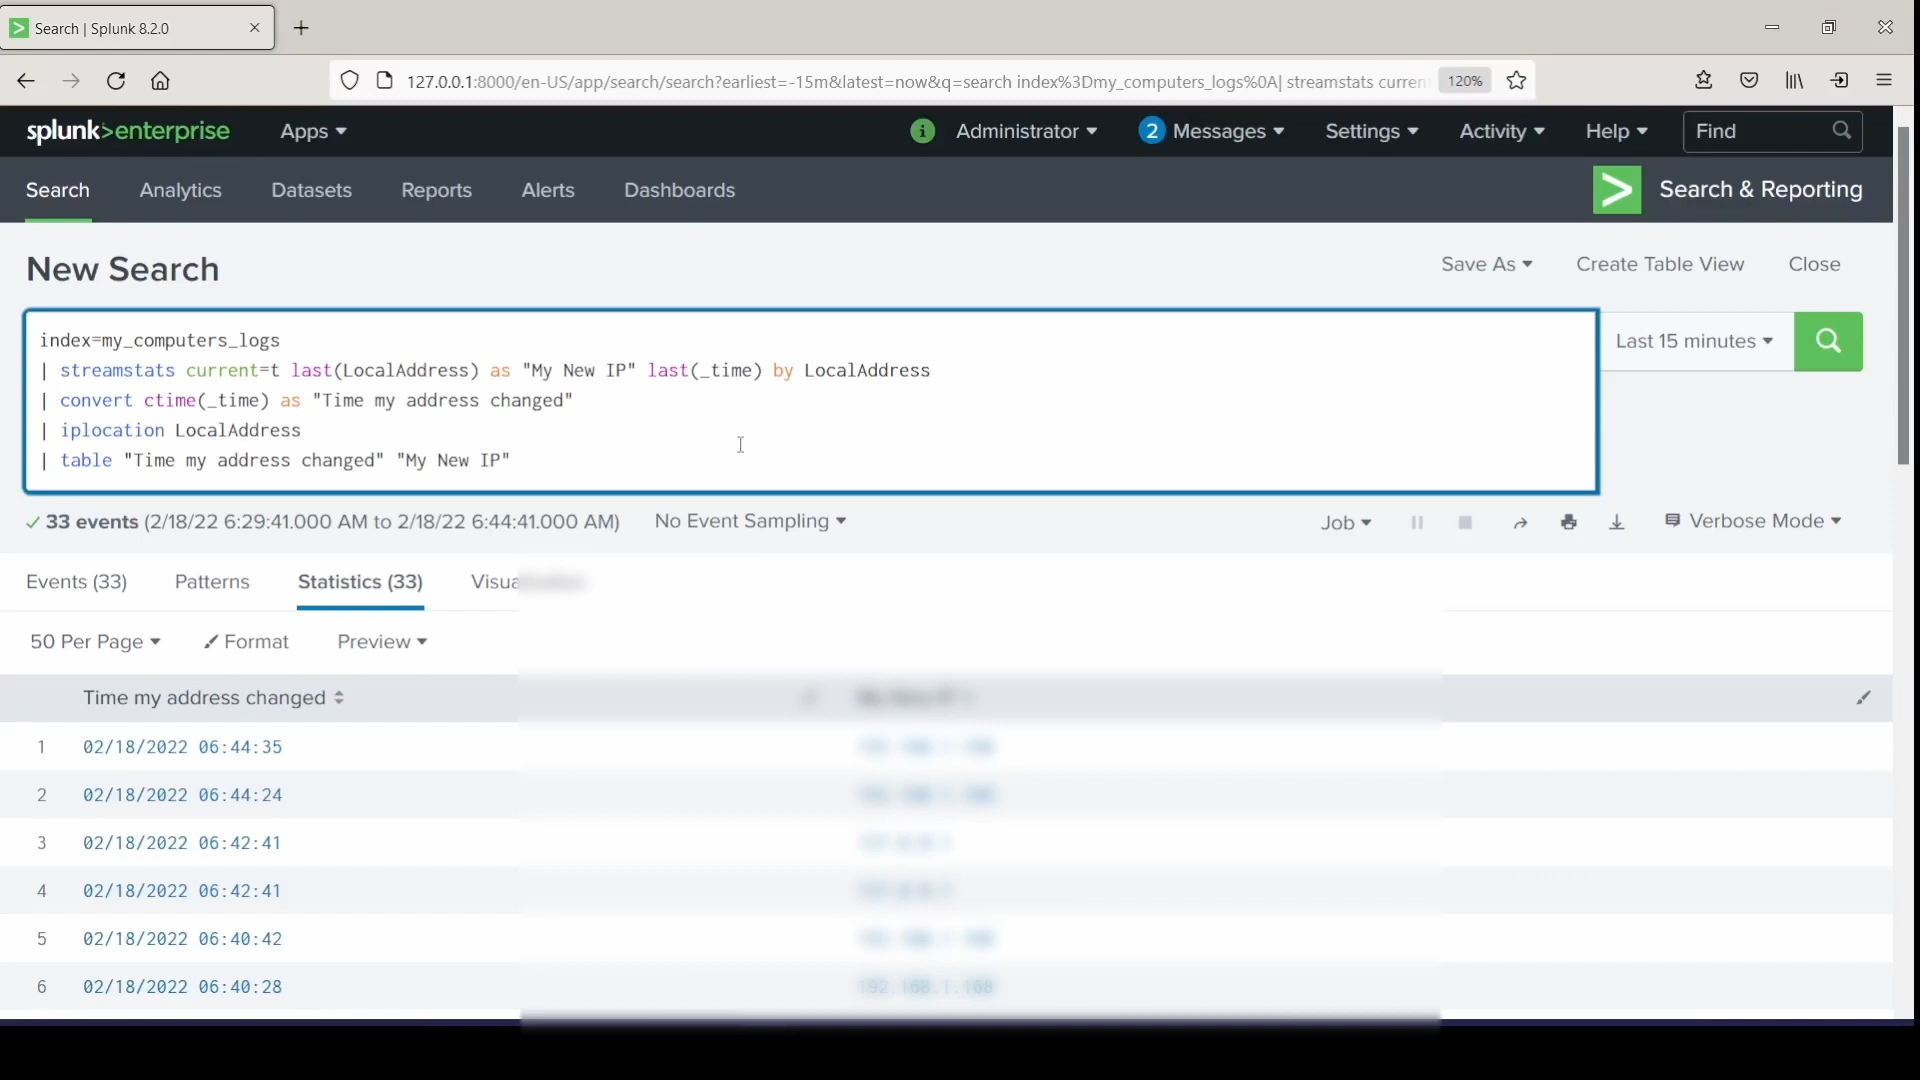 Search | Splunk 8.2.0
127.0.0.1:8000/en-US/app/search/search?earliest=-15m&latest=now&q=search index%3Dmy_computers_logs%0A| streamstats curren
120%
splunk>enterprise Apps i Administrator 2 Messages Settings Activity Help Find
Search Analytics Datasets Reports Alerts Dashboards Search & Reporting
New Search Save As Create Table View Close
index=my_computers_logs
| streamstats current=t last(LocalAddress) as "My New IP" last(_time) by LocalAddress
| convert ctime(_time) as "Time my address changed"
| iplocation LocalAddress
| table "Time my address changed" "My New IP"
Last 15 minutes
33 events (2/18/22 6:29:41.000 AM to 2/18/22 6:44:41.000 AM) No Event Sampling Job Verbose Mode
Events (33) Patterns Statistics (33)
50 Per Page Format Preview
Time my address changed
1 02/18/2022 06:44:35
2 02/18/2022 06:44:24
3 02/18/2022 06:42:41
4 02/18/2022 06:42:41
5 02/18/2022 06:40:42
6 02/18/2022 06:40:28